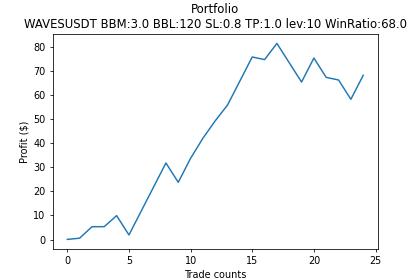 Portfolio
WAVESUSDT BBM:3.0 BBL:120 SL:0.8 TP:1.0 lev:10 WinRatio:68.0
80
70
60
50
40
30
20
10
0
Profit ($)
0 5 10 15 20 25
Trade counts